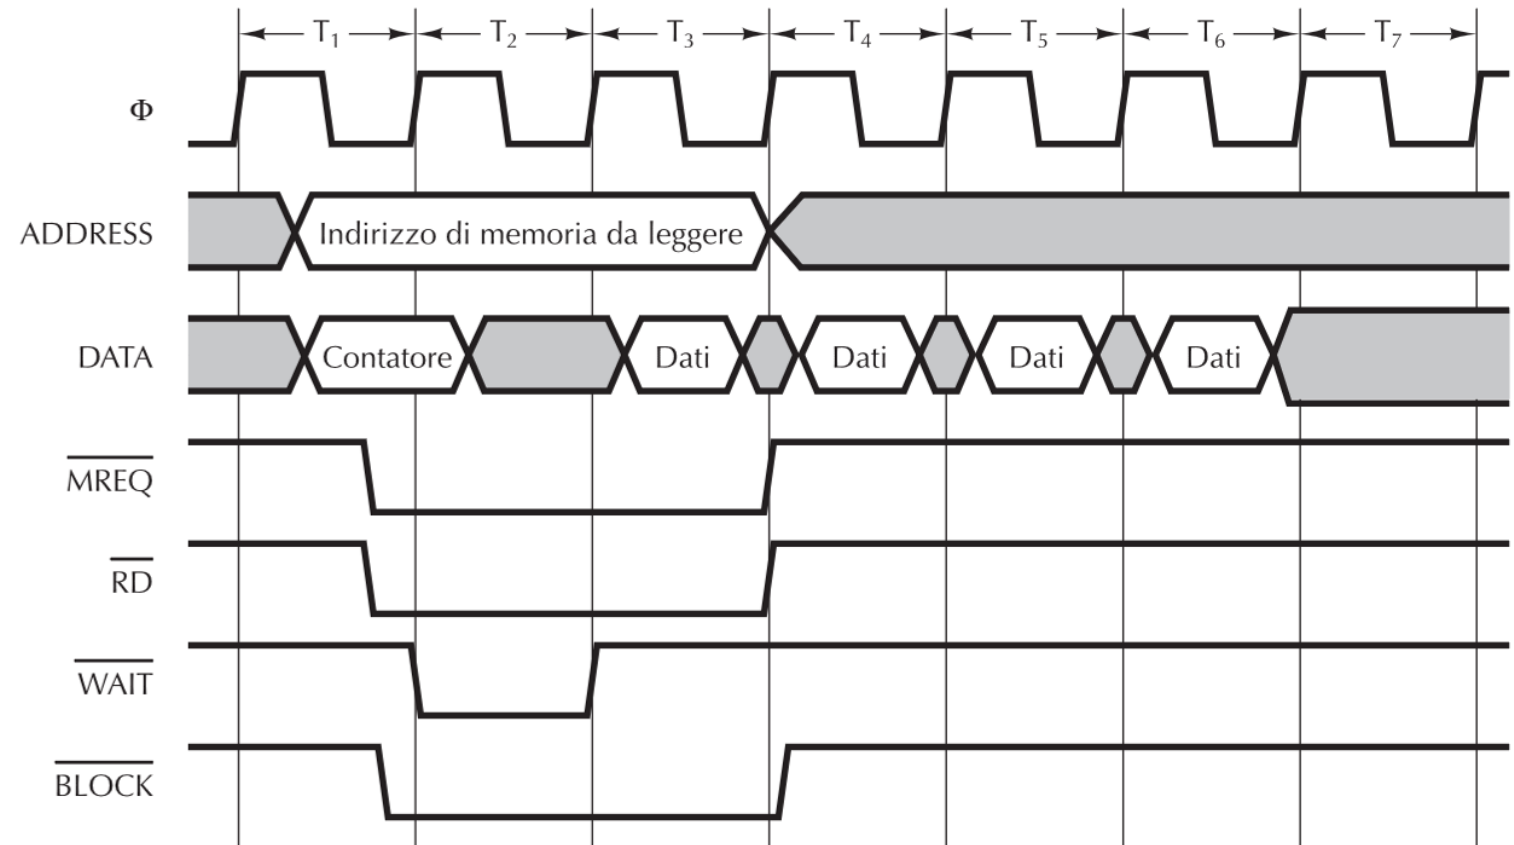 T₁ T₂ T₃ T₄ T₅ T₆ T₇
Φ
ADDRESS Indirizzo di memoria da leggere
DATA Contatore Dati Dati Dati Dati
MREQ
RD
WAIT
BLOCK